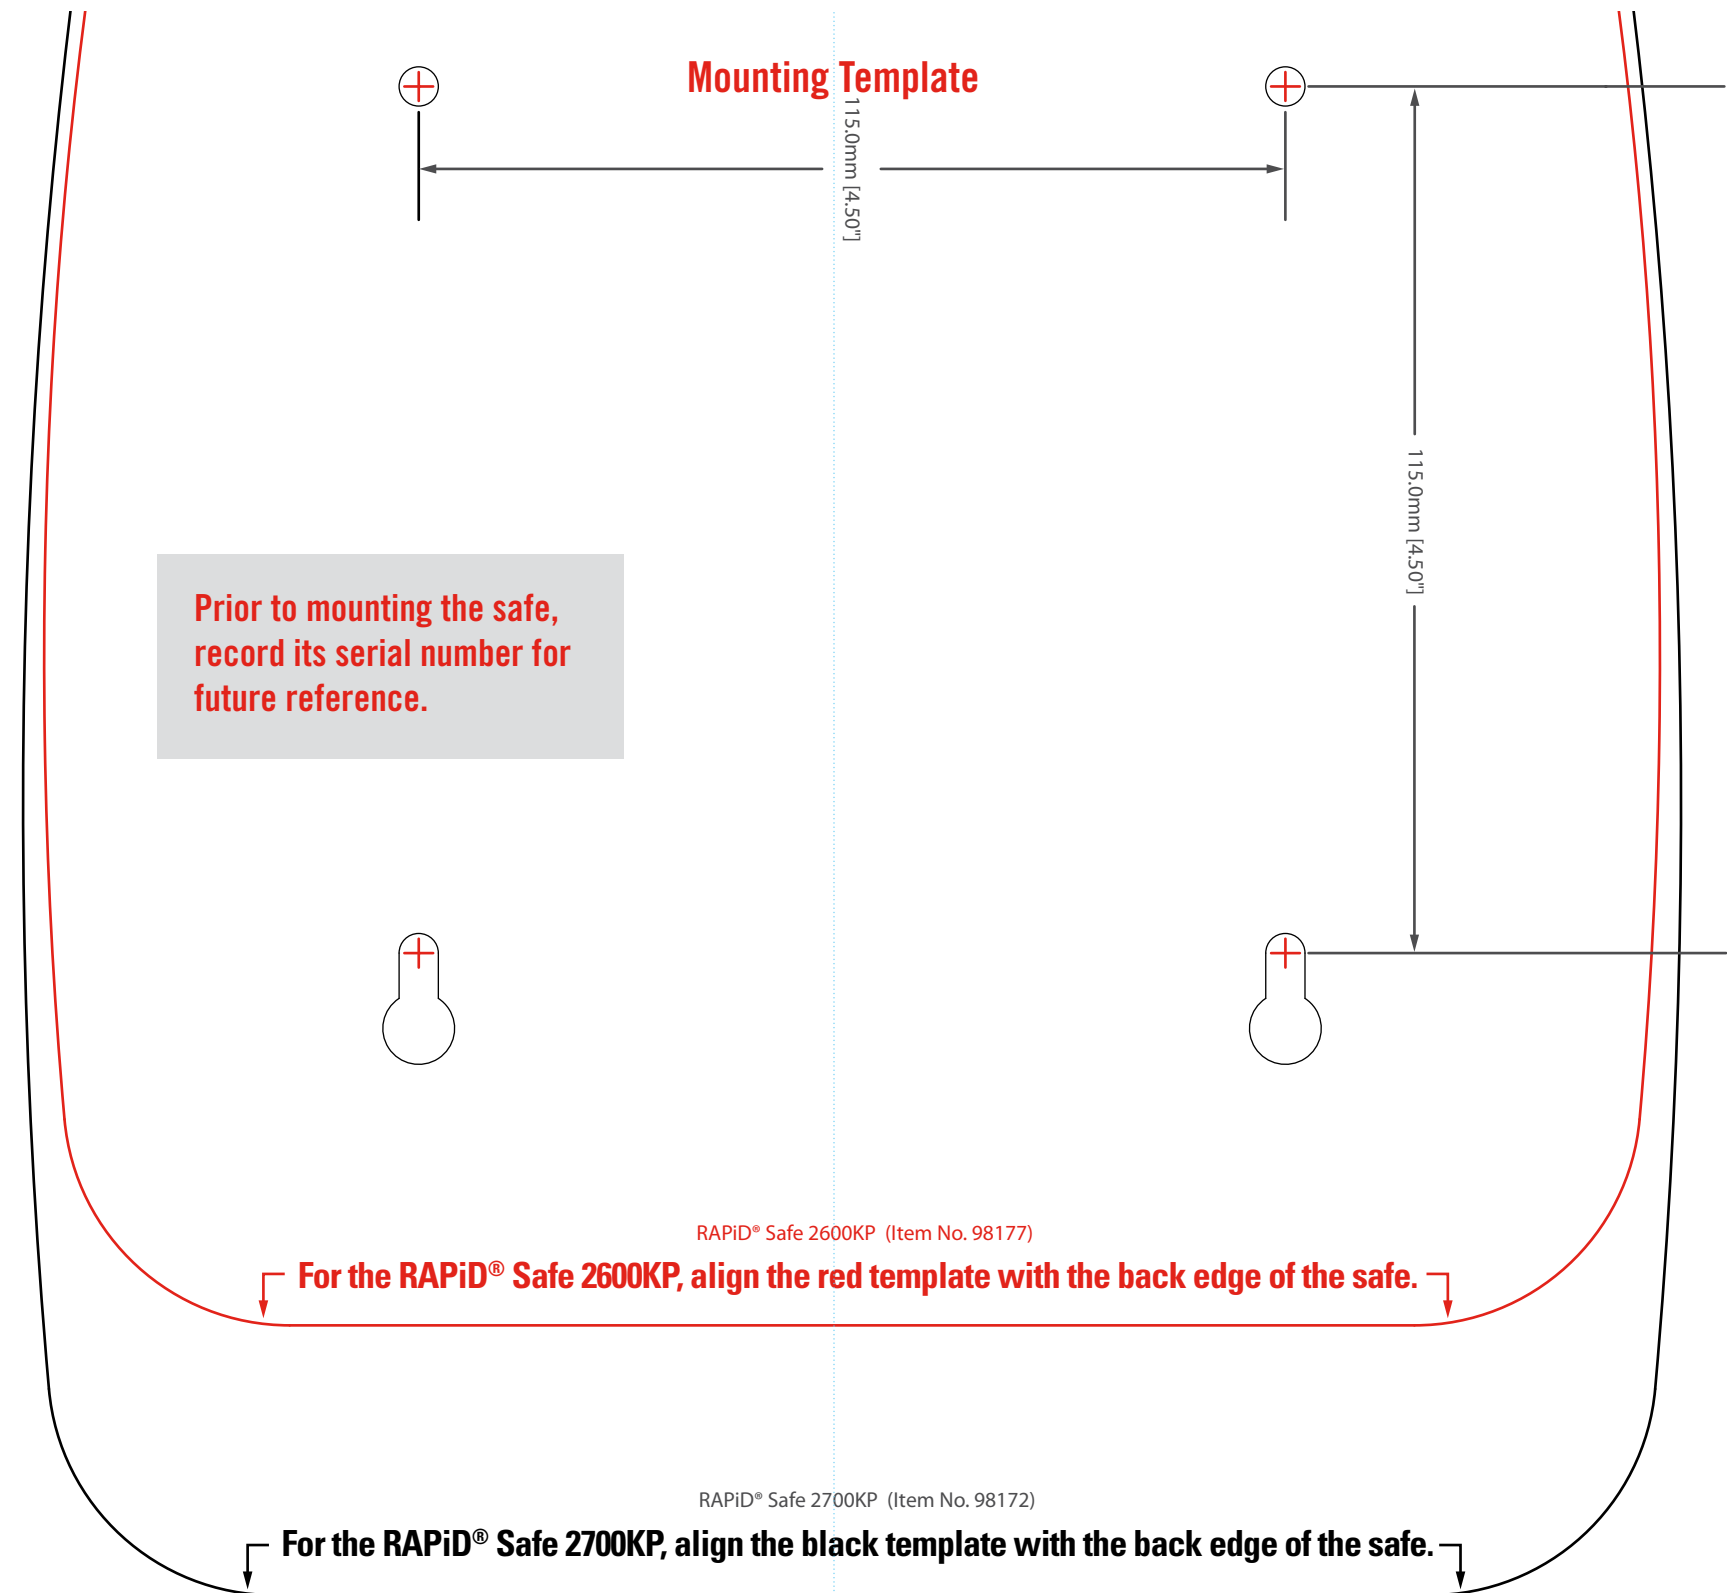 Mounting Template
115.0mm [4.50"]
115.0mm [4.50"]
Prior to mounting the safe,
record its serial number for
future reference.
RAPiD® Safe 2600KP (Item No. 98177)
For the RAPiD® Safe 2600KP, align the red template with the back edge of the safe.
RAPiD® Safe 2700KP (Item No. 98172)
For the RAPiD® Safe 2700KP, align the black template with the back edge of the safe.